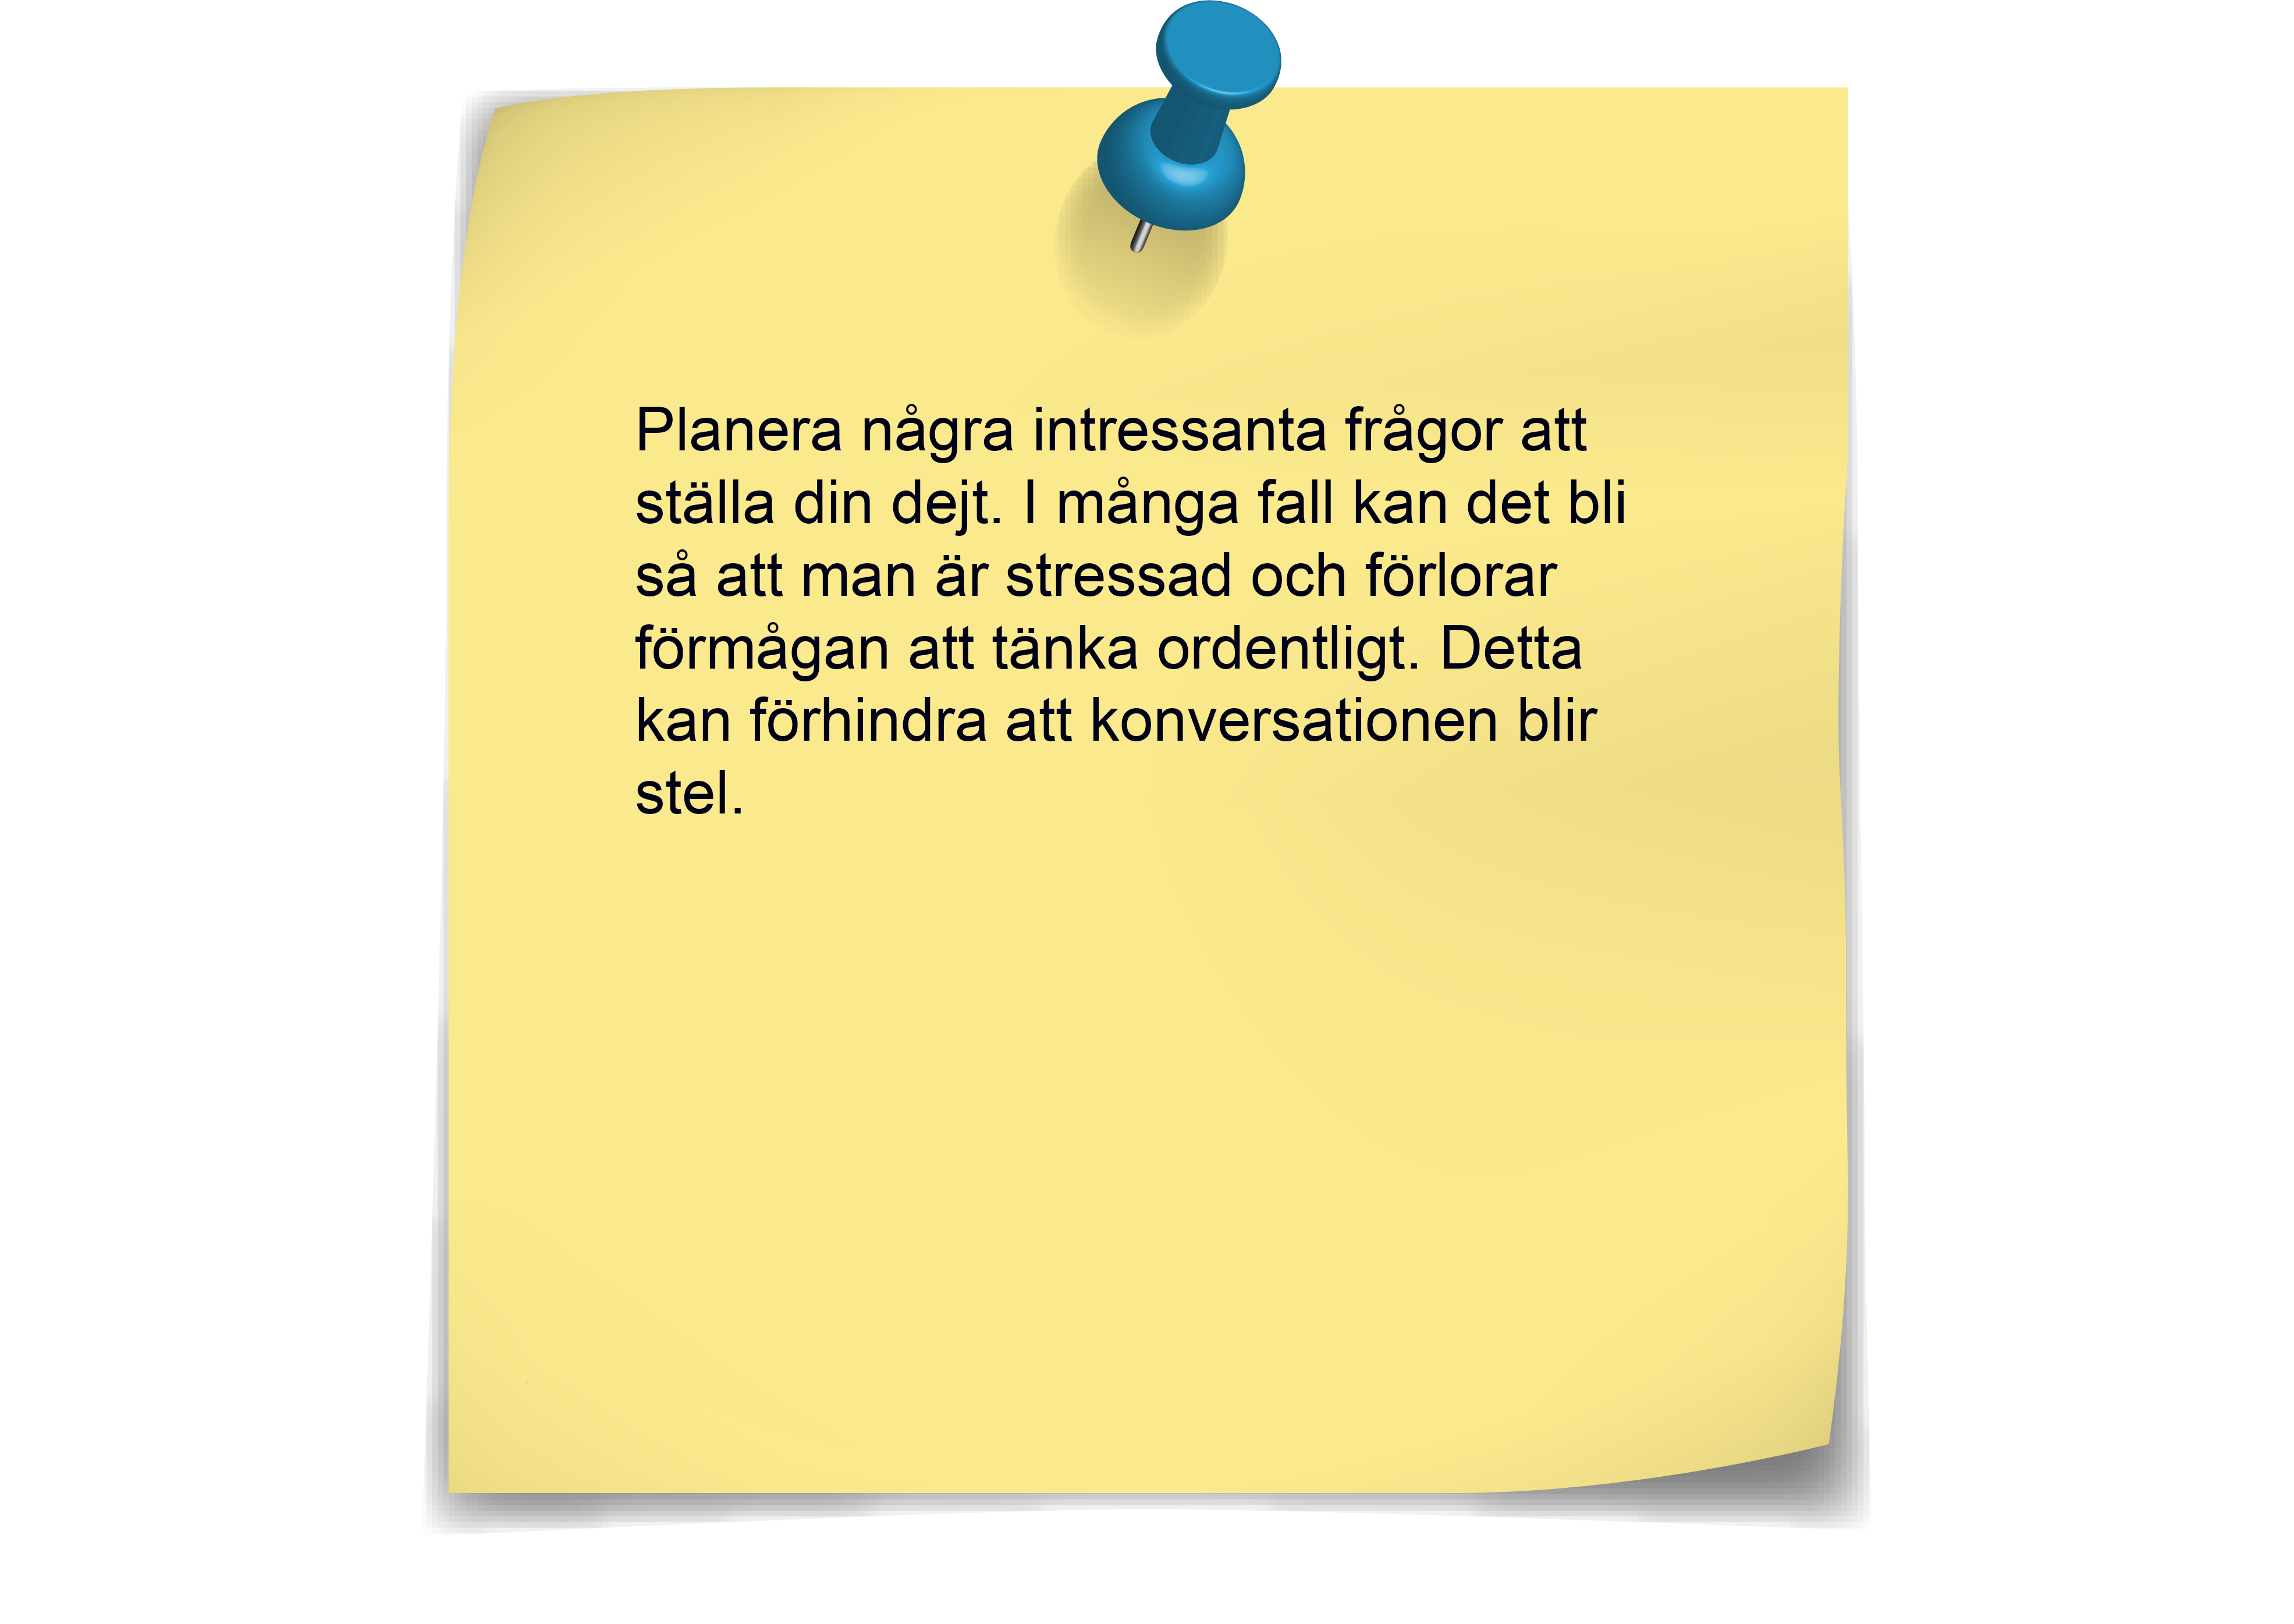 Planera några intressanta frågor att
ställa din dejt. I många fall kan det bli
så att man är stressad och förlorar
förmågan att tänka ordentligt. Detta
kan förhindra att konversationen blir
stel.